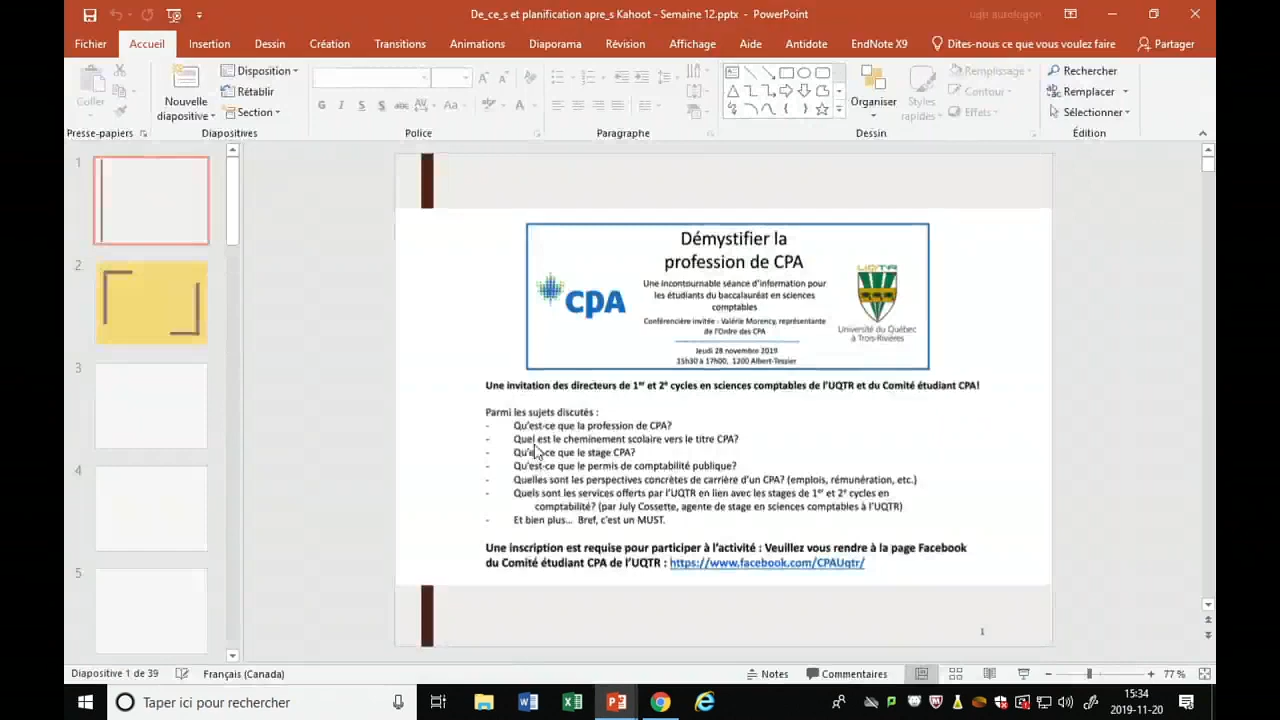 De_ce_s et planification apre_s Kahoot - Semaine 12.pptx - PowerPoint
uqtr autologon
Fichier Accueil Insertion Dessin Création Transitions Animations Diaporama Révision Affichage Aide Antidote EndNote X9 Dites-nous ce que vous voulez faire Partager
Coller
Nouvelle diapositive
Disposition
Rétablir
Section
G I S S abc AV Aa A
Organiser
Styles rapides
Remplissage
Contour
Effets
Rechercher
Remplacer
Sélectionner
Presse-papiers Diapositives Police Paragraphe Dessin Édition
1
2
3
4
5
Démystifier la
profession de CPA
Une incontournable séance d'information pour
les étudiants du baccalauréat en sciences
comptables
Conférencière invitée - Valérie Morency, représentante
de l'Ordre des CPA
Jeudi 28 novembre 2019
15h30 à 17h00, 1200 Albert-Tessier
CPA
UQTR
Université du Québec
à Trois-Rivières
Une invitation des directeurs de 1er et 2e cycles en sciences comptables de l'UQTR et du Comité étudiant CPA!
Parmi les sujets discutés :
- Qu'est-ce que la profession de CPA?
- Quel est le cheminement scolaire vers le titre CPA?
- Qu'est-ce que le stage CPA?
- Qu'est-ce que le permis de comptabilité publique?
- Quelles sont les perspectives concrètes de carrière d'un CPA? (emplois, rémunération, etc.)
- Quels sont les services offerts par l'UQTR en lien avec les stages de 1er et 2e cycles en
comptabilité? (par July Cossette, agente de stage en sciences comptables à l'UQTR)
- Et bien plus… Bref, c'est un MUST.
Une inscription est requise pour participer à l'activité : Veuillez vous rendre à la page Facebook
du Comité étudiant CPA de l'UQTR : https://www.facebook.com/CPAUqtr/
1
Diapositive 1 de 39 Français (Canada) Notes Commentaires 77 %
Taper ici pour rechercher
15:34
2019-11-20